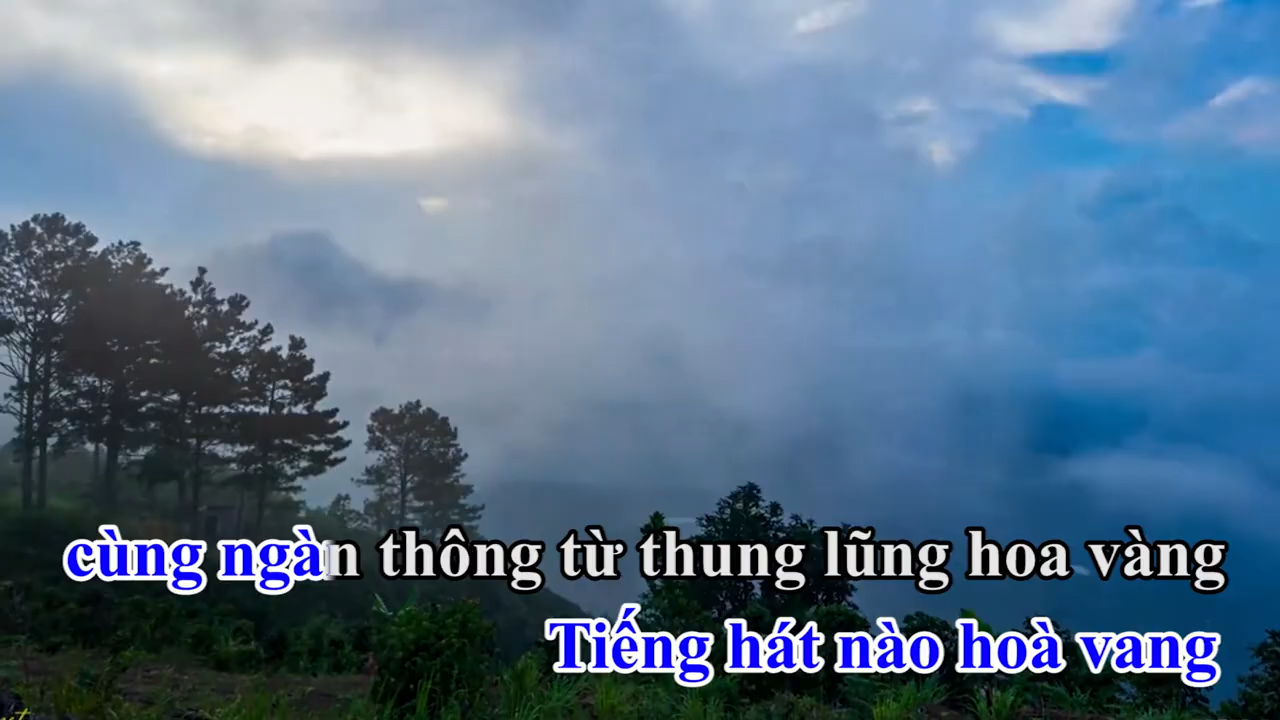 cùng ngàn thông từ thung lũng hoa vàng
Tiếng hát nào hoà vang